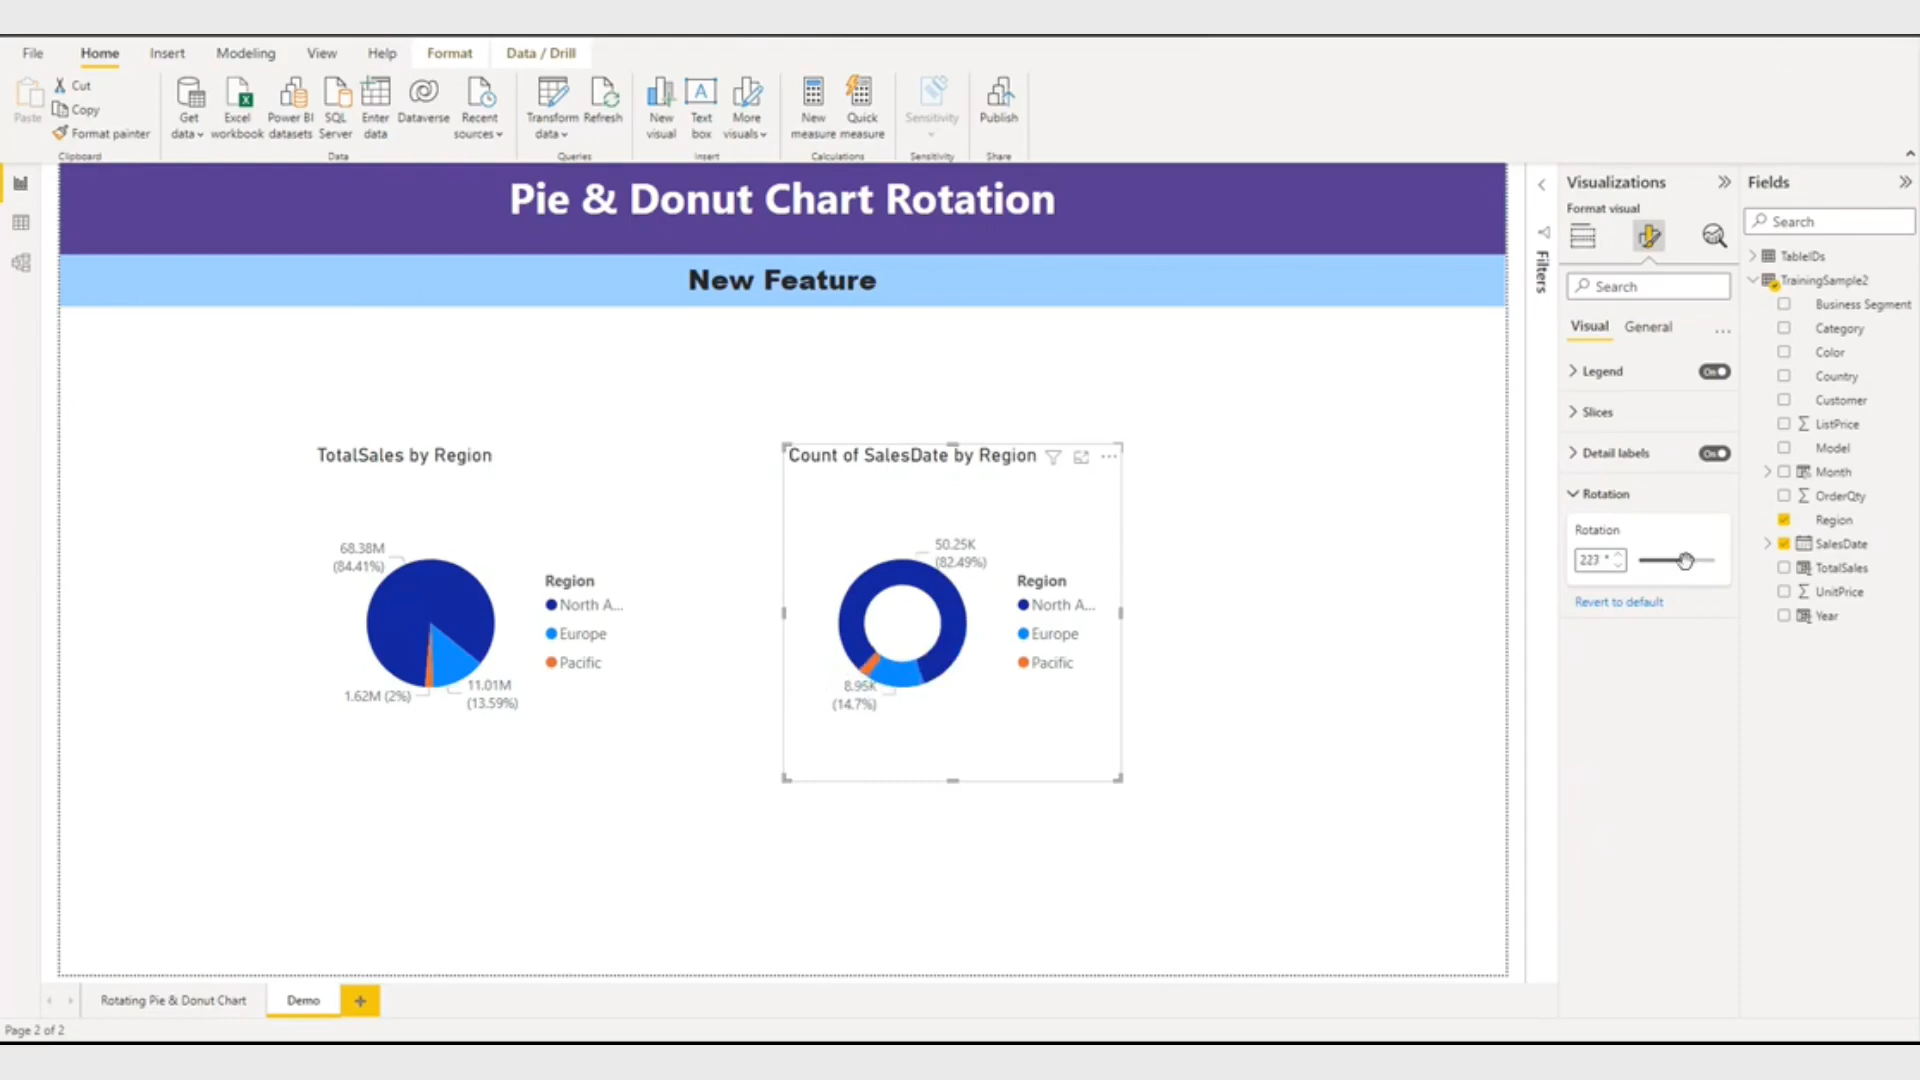 File Home Insert Modeling View Help Format Data / Drill
Paste
Cut
Copy
Format painter
Clipboard
Get data
Excel workbook
Power BI datasets
SQL Server
Enter data
Dataverse
Recent sources
Data
Transform data
Refresh
Queries
New visual
Text box
More visuals
Insert
New measure
Quick measure
Calculations
Sensitivity
Sensitivity
Publish
Share
Pie & Donut Chart Rotation
New Feature
TotalSales by Region
68.38M
(84.41%)
1.62M (2%)
11.01M
(13.59%)
Region
North A...
Europe
Pacific
Count of SalesDate by Region
50.25K
(82.49%)
8.95K
(14.7%)
Region
North A...
Europe
Pacific
Filters
Visualizations
Format visual
Search
Visual General ...
Legend On
Slices
Detail labels On
Rotation
Rotation
223 °
Revert to default
Fields
Search
TableIDs
TrainingSample2
Business Segment
Category
Color
Country
Customer
ListPrice
Model
Month
OrderQty
Region
SalesDate
TotalSales
UnitPrice
Year
Rotating Pie & Donut Chart
Demo
Page 2 of 2